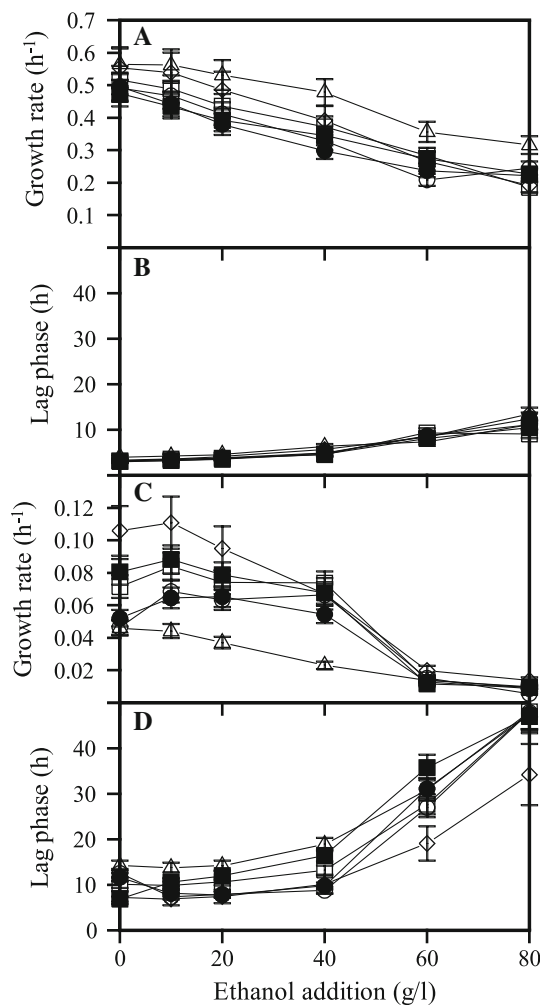 A
0.7
0.6
0.5
0.4
0.3
0.2
0.1
Growth rate (h-1)
B
40
30
20
10
Lag phase (h)
C
0.12
0.10
0.08
0.06
0.04
0.02
Growth rate (h-1)
D
40
30
20
10
0
Lag phase (h)
0 20 40 60 80
Ethanol addition (g/l)